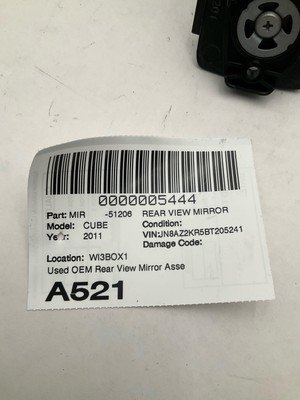 0000005444
Part: MIR -51206 REAR VIEW MIRROR
Model: CUBE Condition:
Year: 2011 VIN:JN8AZ2KR5BT205241
Damage Code:
Location: WI3BOX1
Used OEM Rear View Mirror Asse
A521